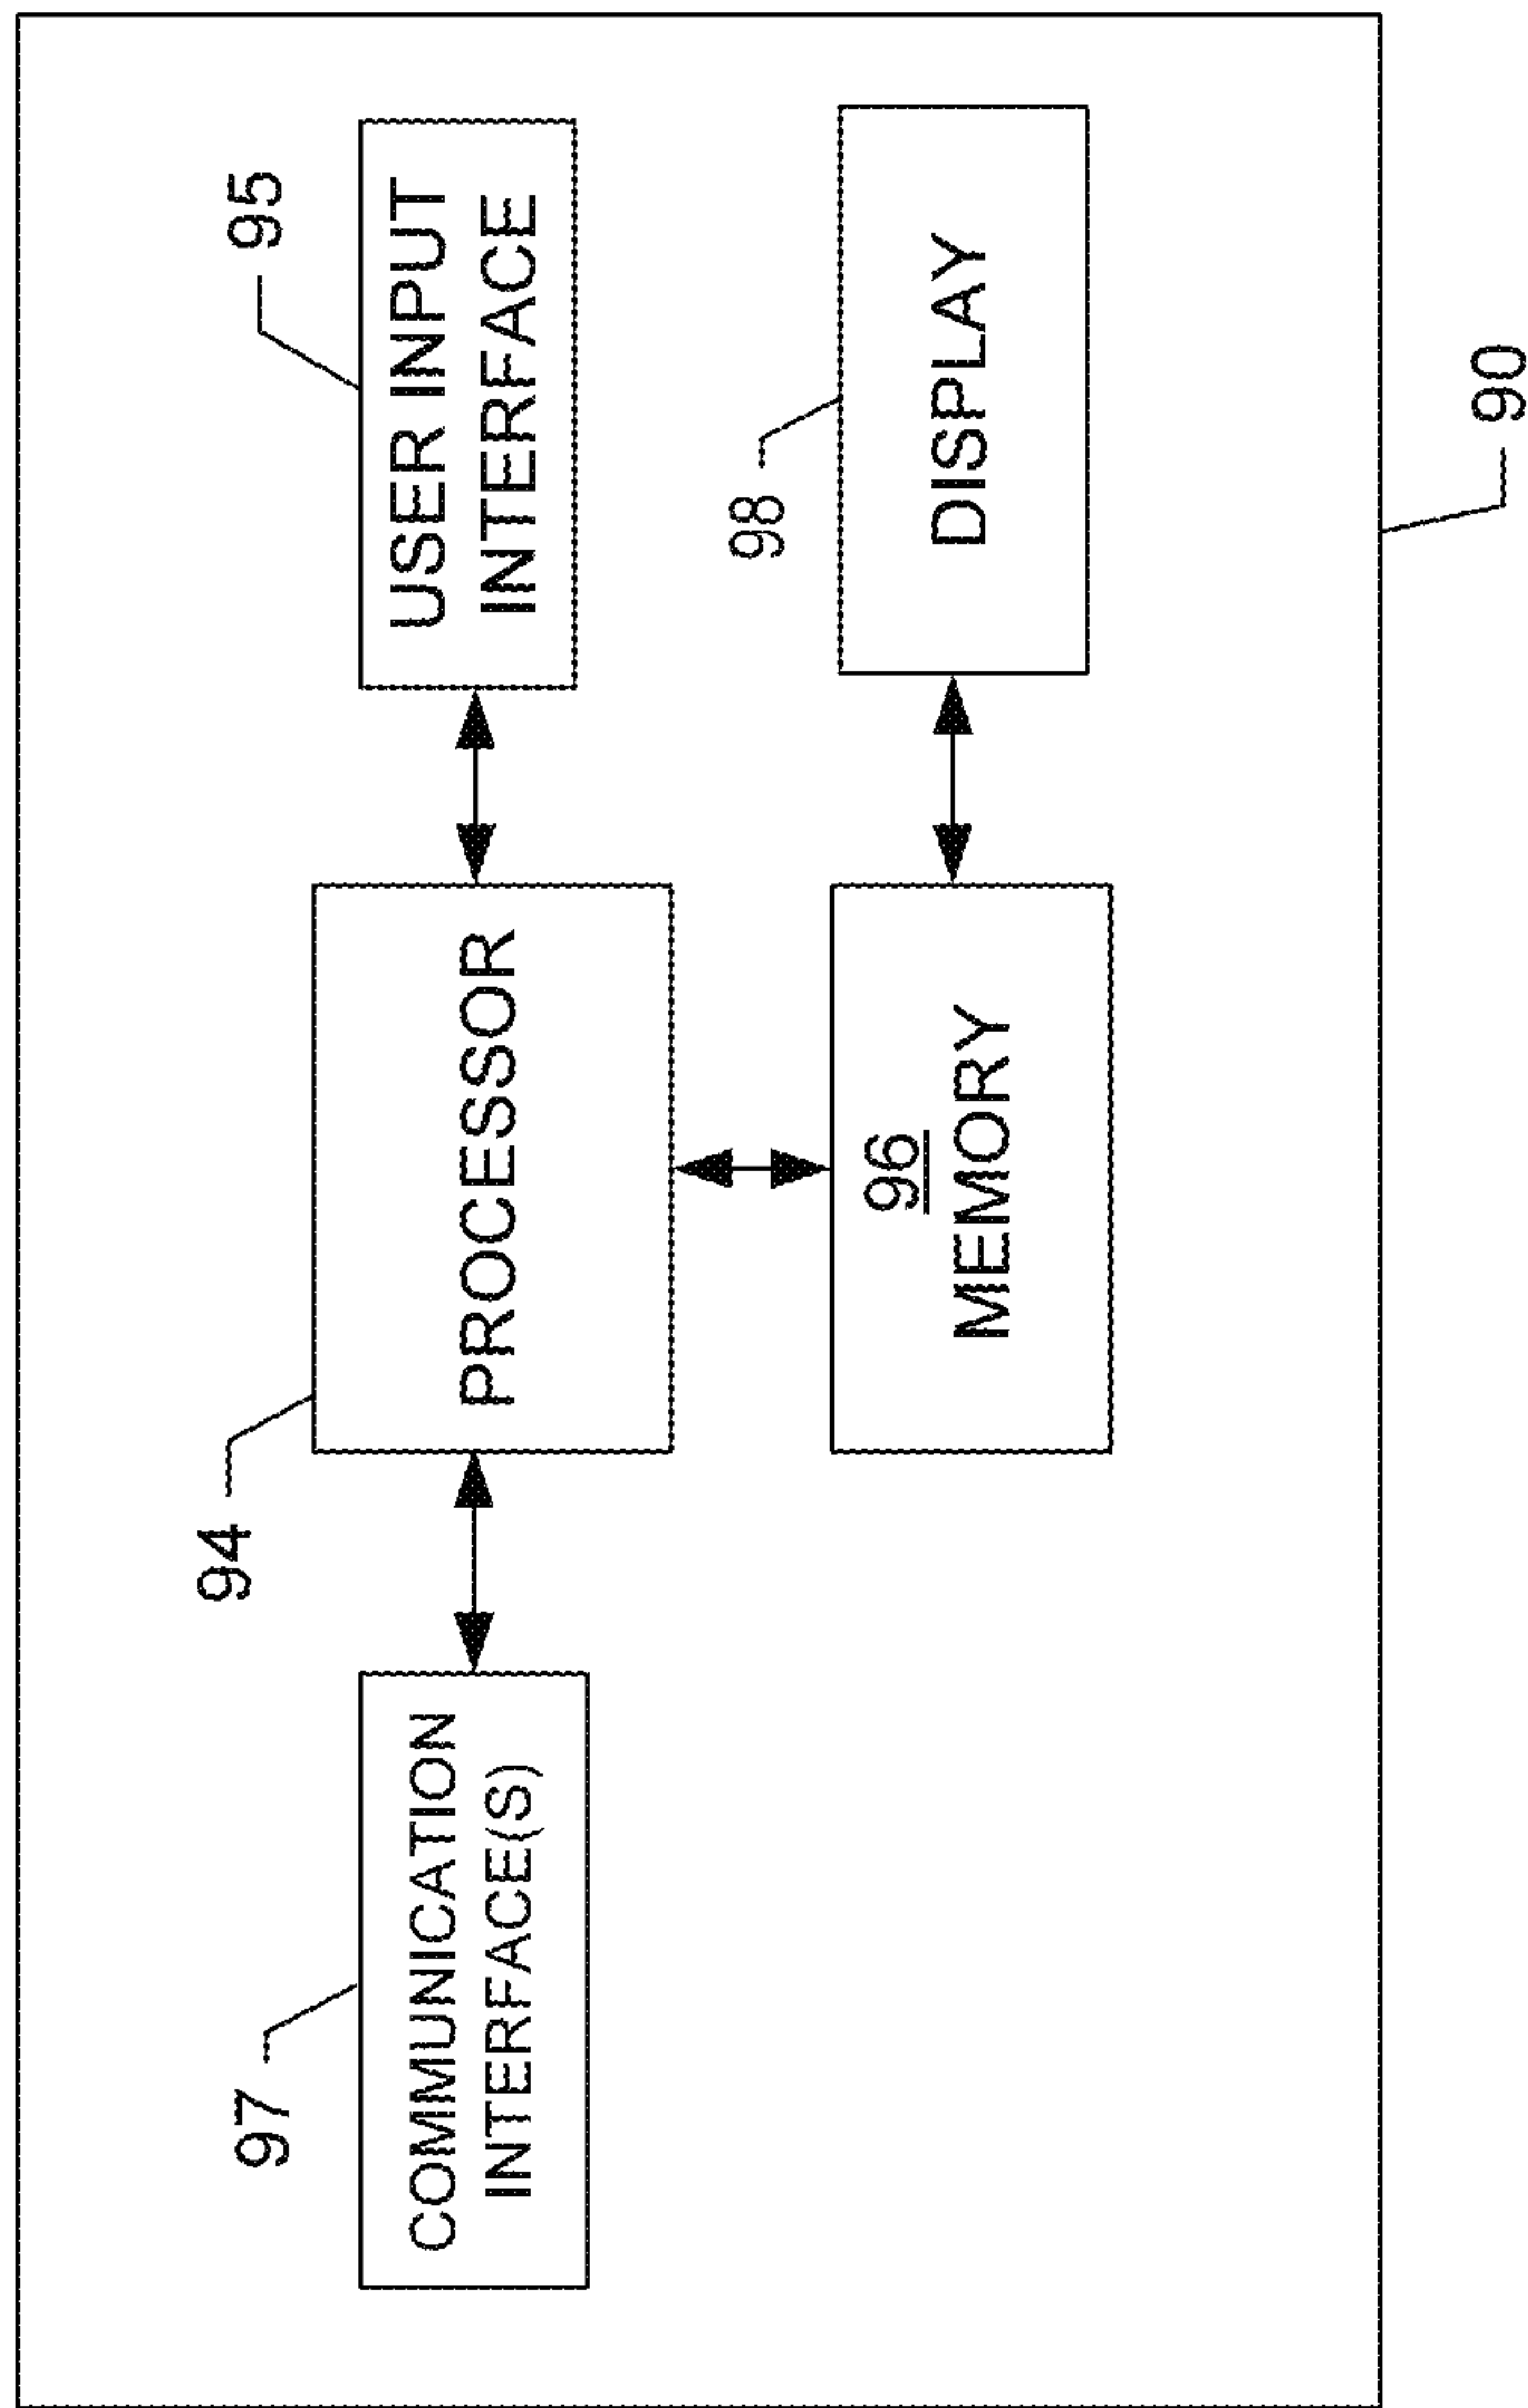 97
COMMUNICATION
INTERFACE(S)
94
PROCESSOR
95
USER INPUT
INTERFACE
96
MEMORY
98
DISPLAY
90